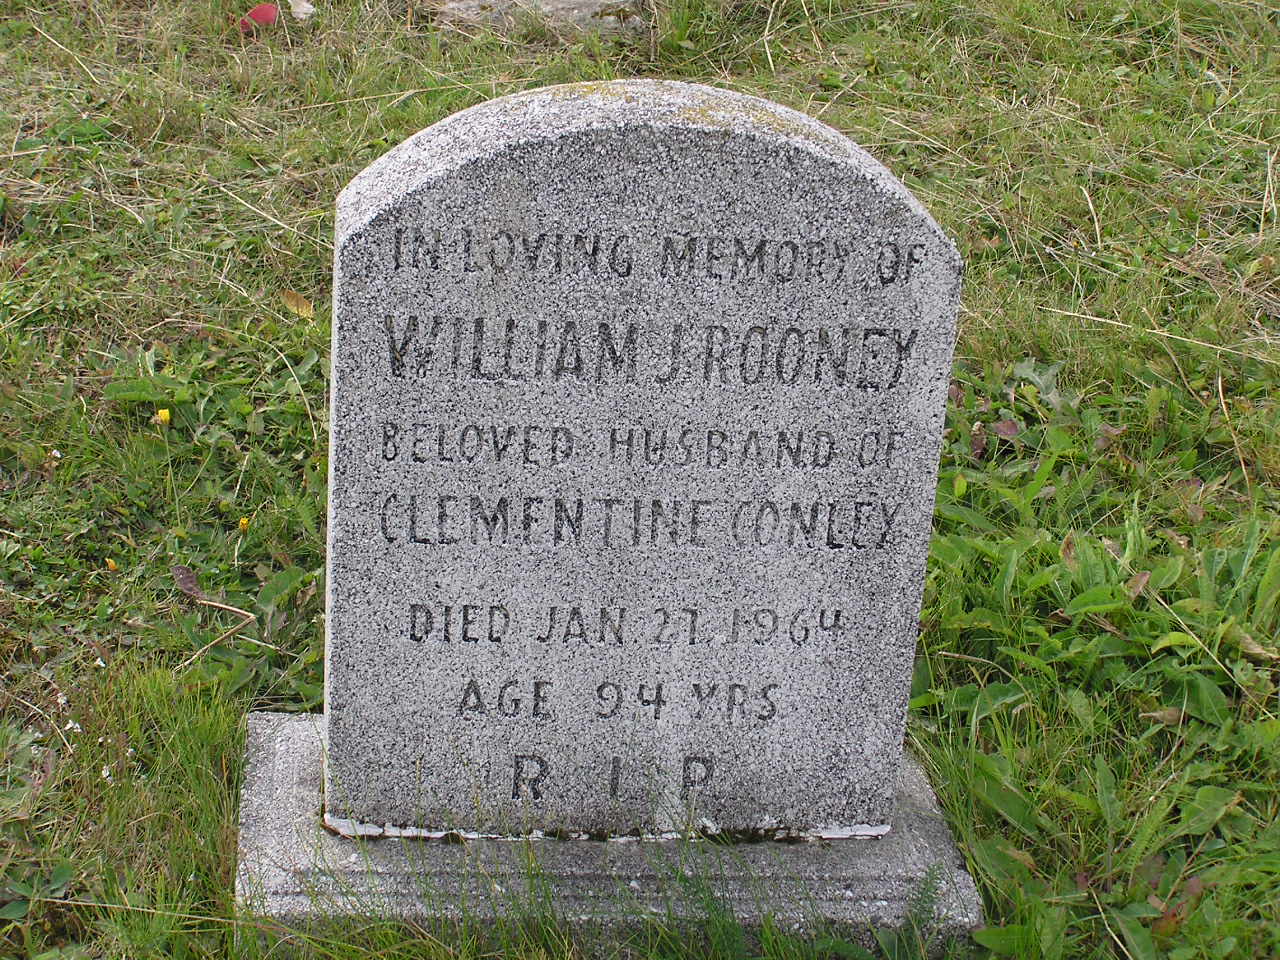 IN LOVING MEMORY OF
WILLIAM J. ROONEY
BELOVED HUSBAND OF
CLEMENTINE CONLEY
DIED JAN 27, 1964
AGE 94 YRS
R I P